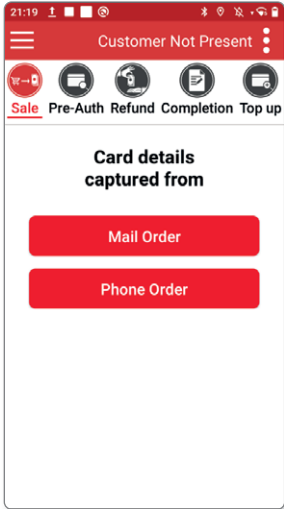 21:19
Customer Not Present
Sale Pre-Auth Refund Completion Top up
Card details
captured from
Mail Order
Phone Order